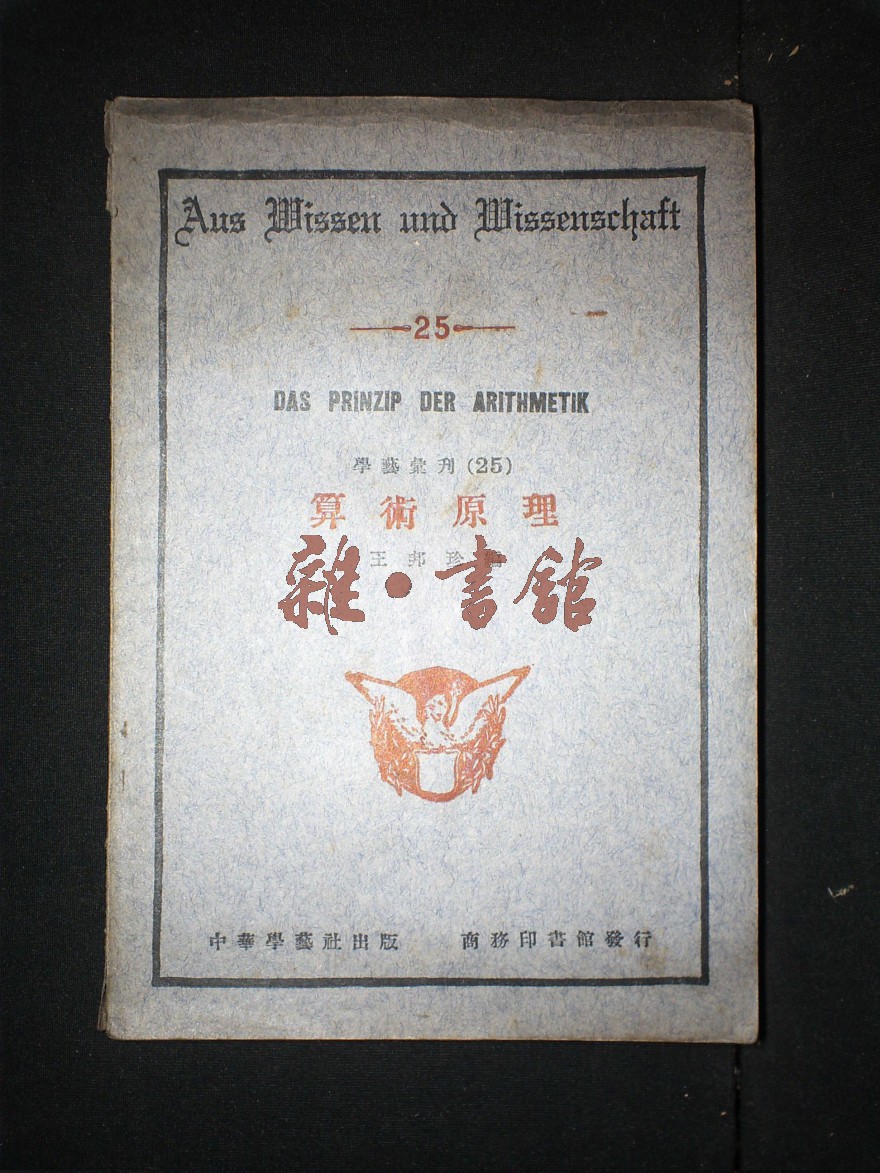 Aus Wissen und Wissenschaft
25
DAS PRINZIP DER ARITHMETIK
學藝彙刊(25)
算術原理
王邦珍
雜·書館
中華學藝社出版 商務印書館發行